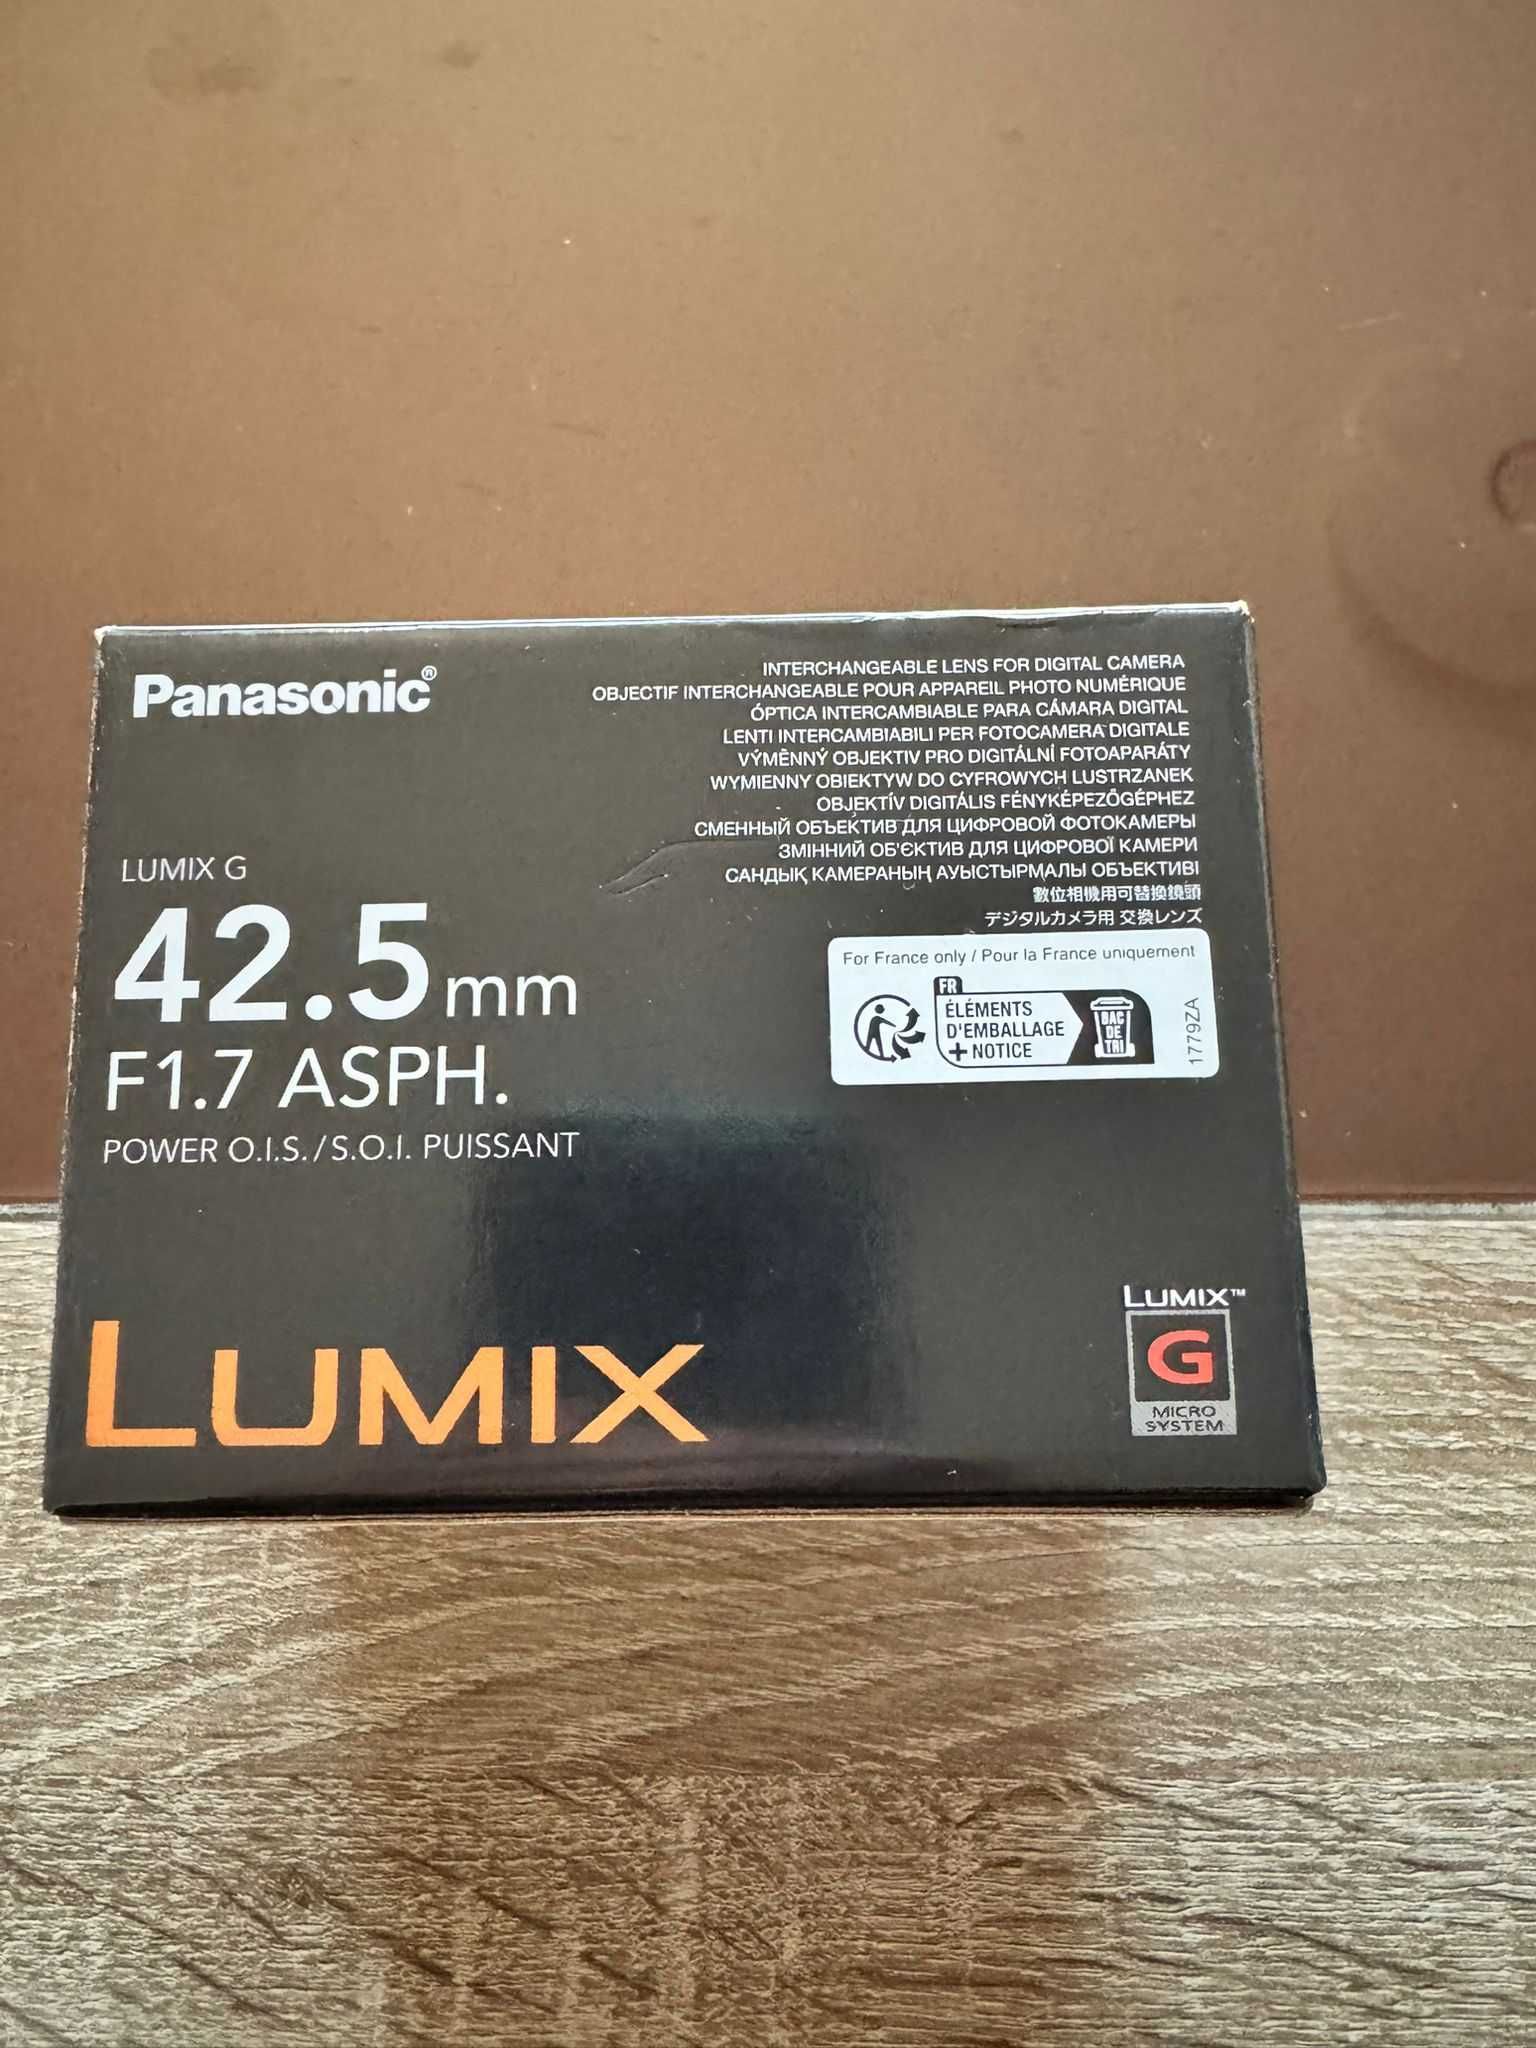 Panasonic®
INTERCHANGEABLE LENS FOR DIGITAL CAMERA
OBJECTIF INTERCHANGEABLE POUR APPAREIL PHOTO NUMÉRIQUE
ÓPTICA INTERCAMBIABLE PARA CÁMARA DIGITAL
LENTI INTERCAMBIABILI PER FOTOCAMERA DIGITALE
VÝMĚNNÝ OBJEKTIV PRO DIGITÁLNÍ FOTOAPARÁTY
WYMIENNY OBIEKTYW DO CYFROWYCH LUSTRZANEK
OBJEKTÍV DIGITÁLIS FÉNYKÉPEZŐGÉPHEZ
СМЕННЫЙ ОБЪЕКТИВ ДЛЯ ЦИФРОВОЙ ФОТОКАМЕРЫ
ЗМІННИЙ ОБ'ЄКТИВ ДЛЯ ЦИФРОВОЇ КАМЕРИ
САНДЫҚ КАМЕРАНЫҢ АУЫСТЫРМАЛЫ ОБЪЕКТИВІ
數位相機用可替換鏡頭
デジタルカメラ用 交換レンズ
LUMIX G
42.5mm
F1.7 ASPH.
POWER O.I.S./S.O.I. PUISSANT
For France only / Pour la France uniquement
FR
ÉLÉMENTS
D'EMBALLAGE
+ NOTICE
BAC
DE
TRI
1779ZA
LUMIX
LUMIX™
G
MICRO
SYSTEM